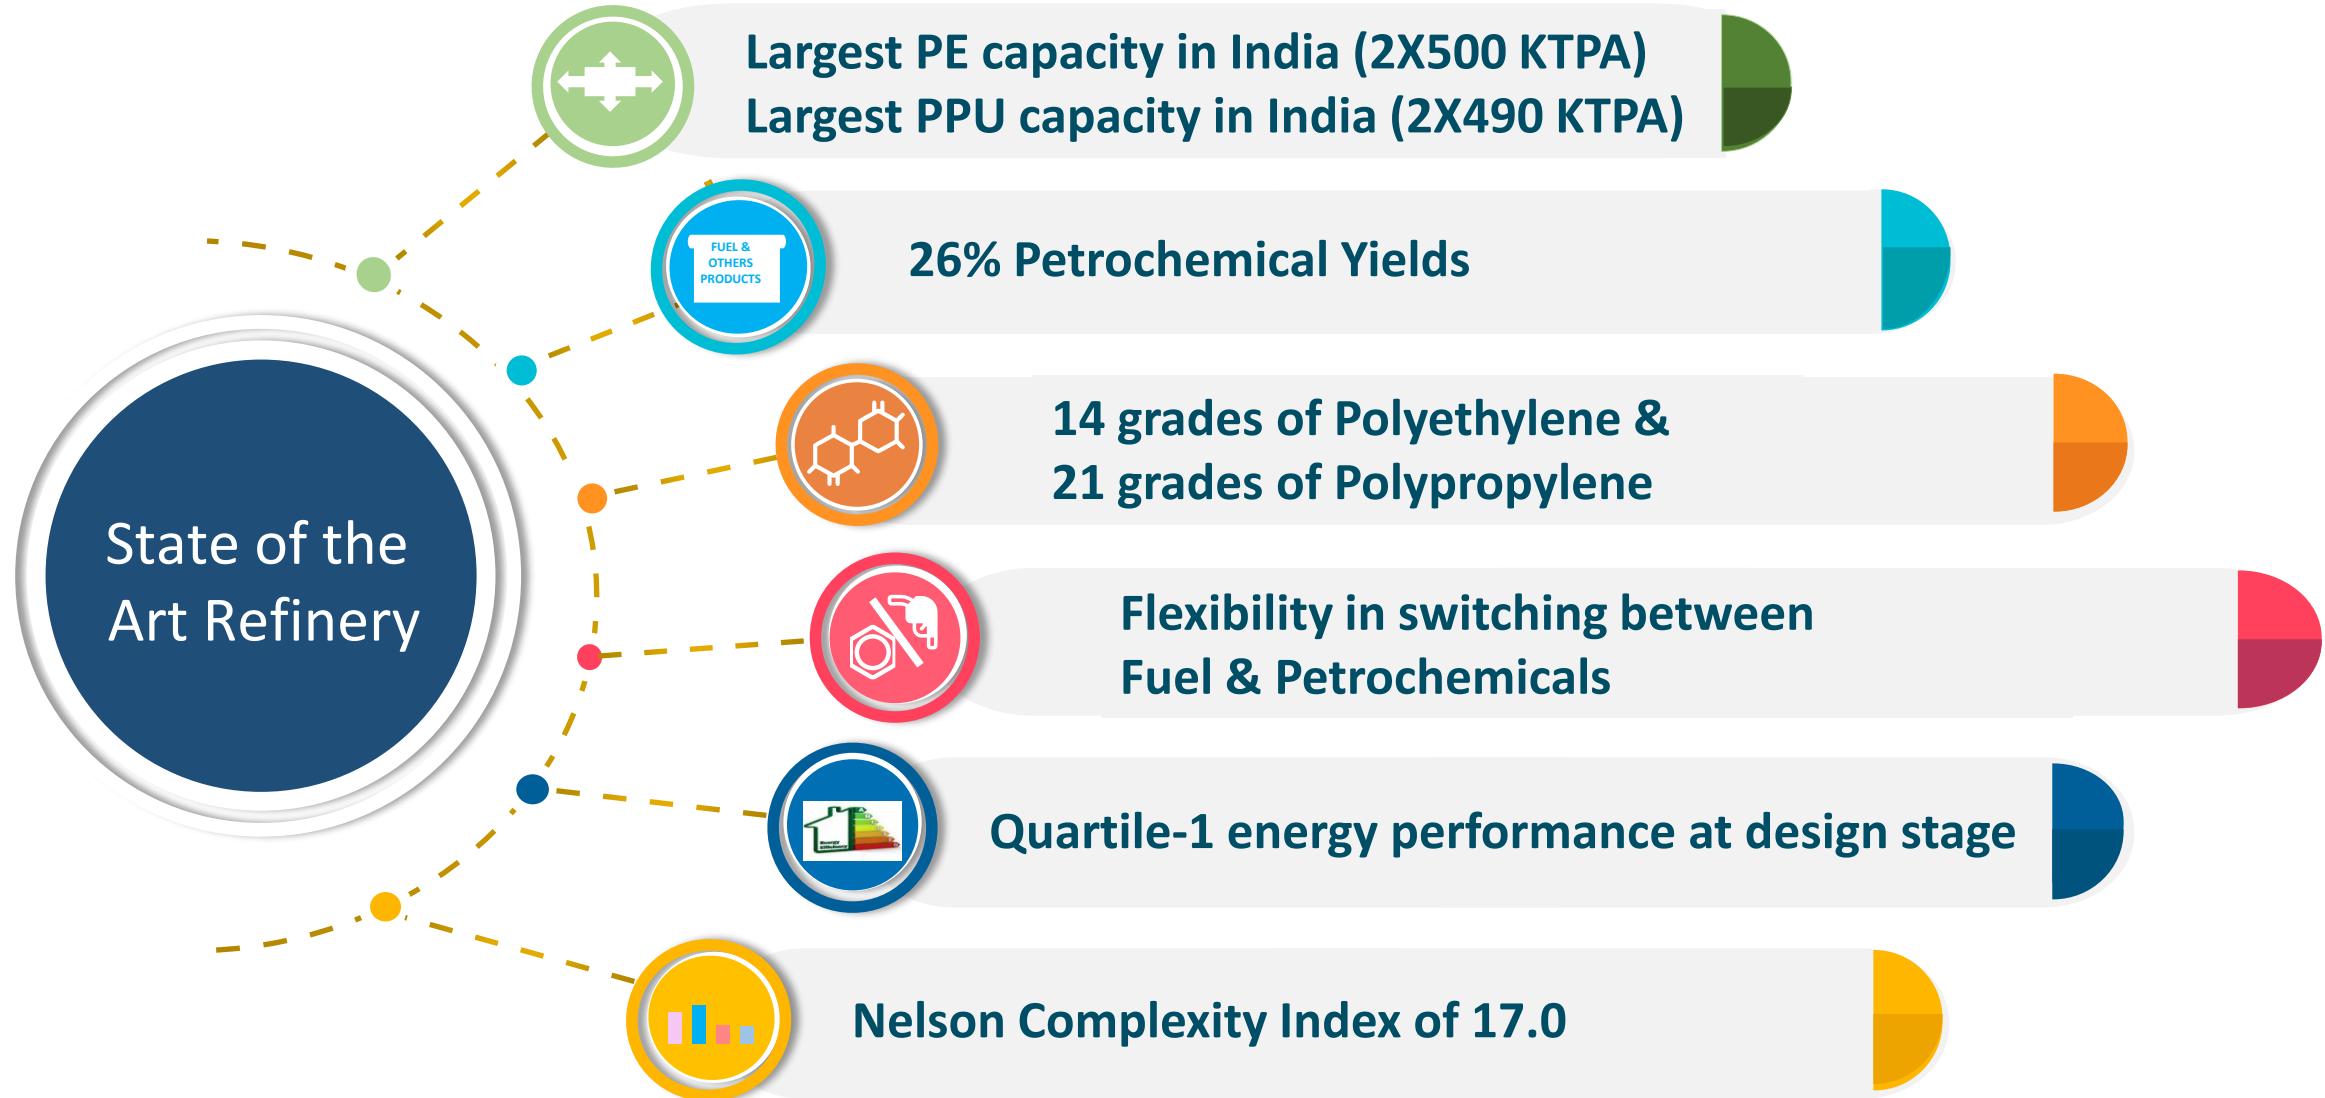 Largest PE capacity in India (2X500 KTPA)
Largest PPU capacity in India (2X490 KTPA)
FUEL &
OTHERS
PRODUCTS
26% Petrochemical Yields
14 grades of Polyethylene &
21 grades of Polypropylene
State of the
Art Refinery
Flexibility in switching between
Fuel & Petrochemicals
Energy
Efficiency
Quartile-1 energy performance at design stage
Nelson Complexity Index of 17.0